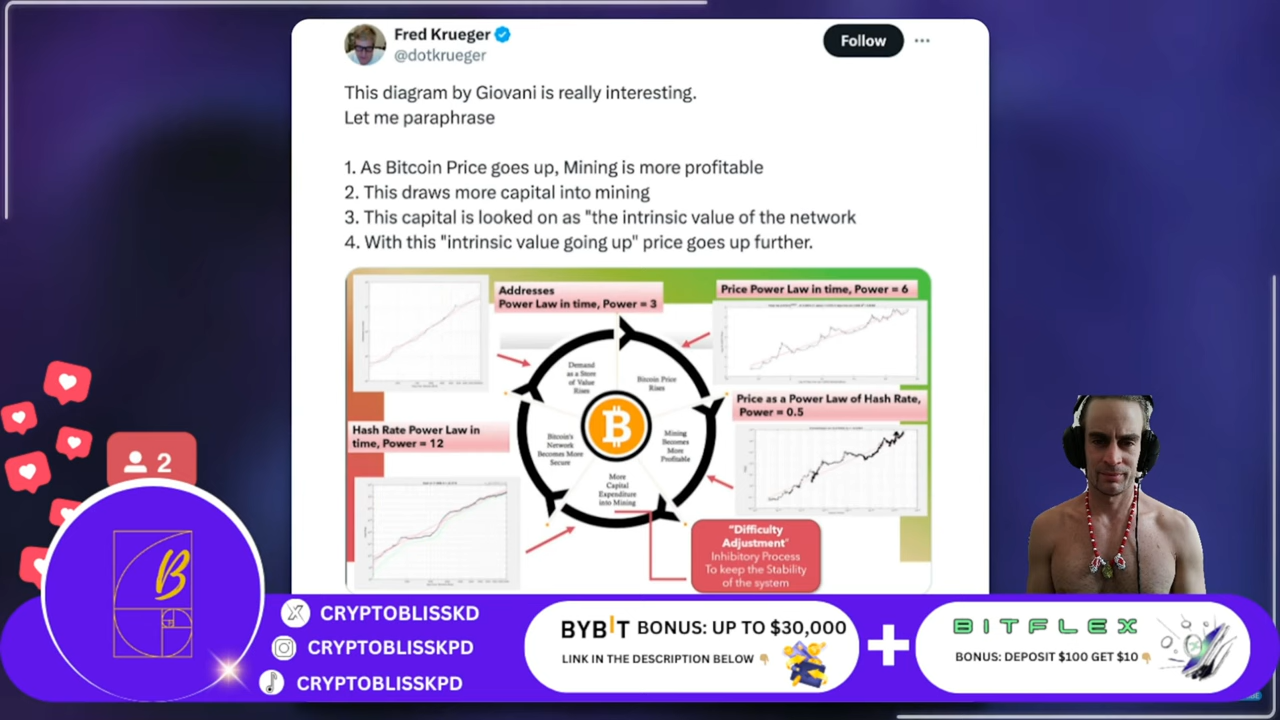 Fred Krueger
@dotkrueger
Follow
This diagram by Giovani is really interesting.
Let me paraphrase
1. As Bitcoin Price goes up, Mining is more profitable
2. This draws more capital into mining
3. This capital is looked on as "the intrinsic value of the network
4. With this "intrinsic value going up" price goes up further.
Addresses
Power Law in time, Power = 3
Price Power Law in time, Power = 6
Demand
as a Store
of Value
Rises
Bitcoin Price
Rises
Price as a Power Law of Hash Rate,
Power = 0.5
Hash Rate Power Law in
time, Power = 12
Bitcoin's
Network
Becomes More
Secure
Mining
Becomes
More
Profitable
More
Capital
Expenditure
into Mining
"Difficulty
Adjustment"
Inhibitory Process
To keep the Stability
of the system
2
B
CRYPTOBLISSKD
CRYPTOBLISSKPD
CRYPTOBLISSKPD
BYBIT BONUS: UP TO $30,000
LINK IN THE DESCRIPTION BELOW
BITFLEX
BONUS: DEPOSIT $100 GET $10